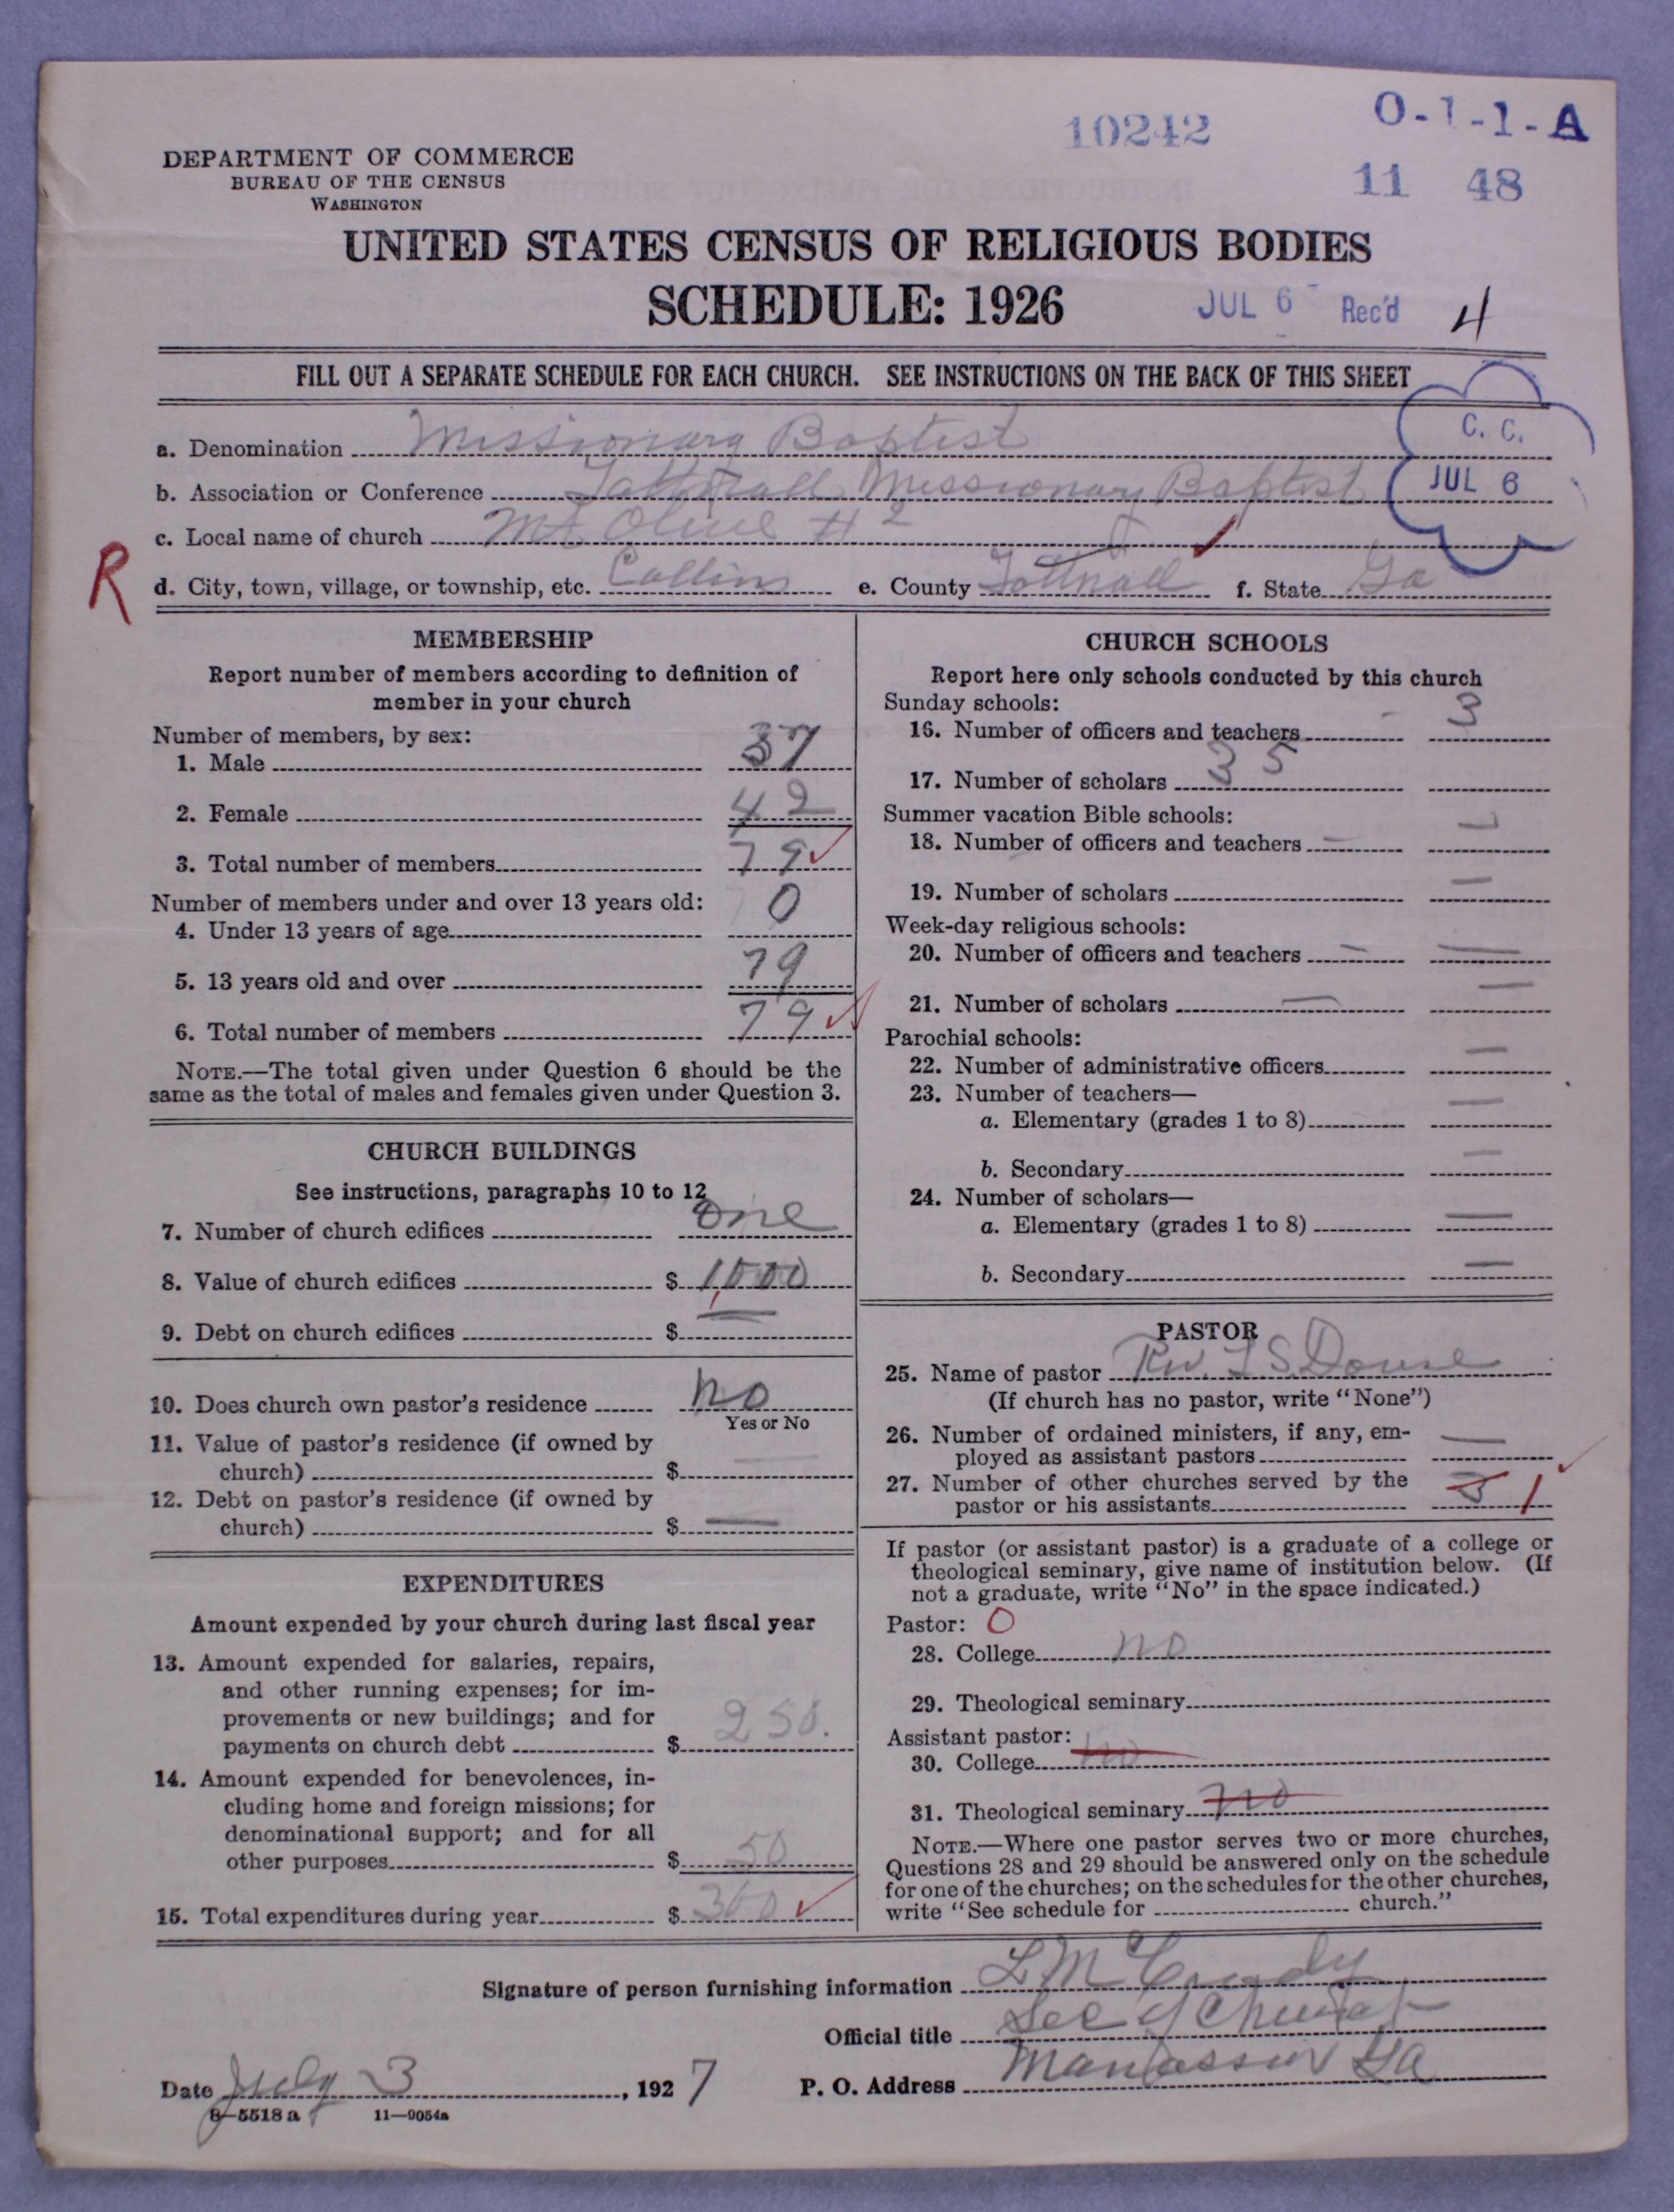 10242
O-1-1-A
11 48
DEPARTMENT OF COMMERCE
BUREAU OF THE CENSUS
WASHINGTON
UNITED STATES CENSUS OF RELIGIOUS BODIES
SCHEDULE: 1926
JUL 6 Rec'd 4
FILL OUT A SEPARATE SCHEDULE FOR EACH CHURCH. SEE INSTRUCTIONS ON THE BACK OF THIS SHEET
C. C.
JUL 6
a. Denomination Missionary Baptist
b. Association or Conference Tattnall Missionary Baptist
c. Local name of church Mt Olive # 2
R
d. City, town, village, or township, etc. Collins e. County Tattnall f. State Ga
MEMBERSHIP
Report number of members according to definition of
member in your church
Number of members, by sex:
1. Male 37
2. Female 42
3. Total number of members 79
Number of members under and over 13 years old:
4. Under 13 years of age 0
5. 13 years old and over 79
6. Total number of members 79
NOTE.—The total given under Question 6 should be the
same as the total of males and females given under Question 3.
CHURCH BUILDINGS
See instructions, paragraphs 10 to 12
7. Number of church edifices one
8. Value of church edifices $ 1,000
9. Debt on church edifices $ —
10. Does church own pastor's residence no
Yes or No
11. Value of pastor's residence (if owned by
church) $ —
12. Debt on pastor's residence (if owned by
church) $ —
EXPENDITURES
Amount expended by your church during last fiscal year
13. Amount expended for salaries, repairs,
and other running expenses; for im-
provements or new buildings; and for
payments on church debt $ 250.
14. Amount expended for benevolences, in-
cluding home and foreign missions; for
denominational support; and for all
other purposes $ 50
15. Total expenditures during year $ 300
CHURCH SCHOOLS
Report here only schools conducted by this church
Sunday schools:
16. Number of officers and teachers 3
17. Number of scholars 35
Summer vacation Bible schools:
18. Number of officers and teachers — —
19. Number of scholars —
Week-day religious schools:
20. Number of officers and teachers — —
21. Number of scholars — —
Parochial schools:
22. Number of administrative officers —
23. Number of teachers—
a. Elementary (grades 1 to 8) —
b. Secondary —
24. Number of scholars—
a. Elementary (grades 1 to 8) —
b. Secondary —
PASTOR
25. Name of pastor Rev. L S. Douse
(If church has no pastor, write "None")
26. Number of ordained ministers, if any, em-
ployed as assistant pastors —
27. Number of other churches served by the
pastor or his assistants 3 1
If pastor (or assistant pastor) is a graduate of a college or
theological seminary, give name of institution below. (If
not a graduate, write "No" in the space indicated.)
Pastor: O
28. College no
29. Theological seminary
Assistant pastor:
30. College no
31. Theological seminary no
NOTE.—Where one pastor serves two or more churches,
Questions 28 and 29 should be answered only on the schedule
for one of the churches; on the schedules for the other churches,
write "See schedule for church."
Signature of person furnishing information L M
Official title Sec of Church
Date July 3, 1927
P. O. Address Manassas Ga
8—5518 a 11—9054a